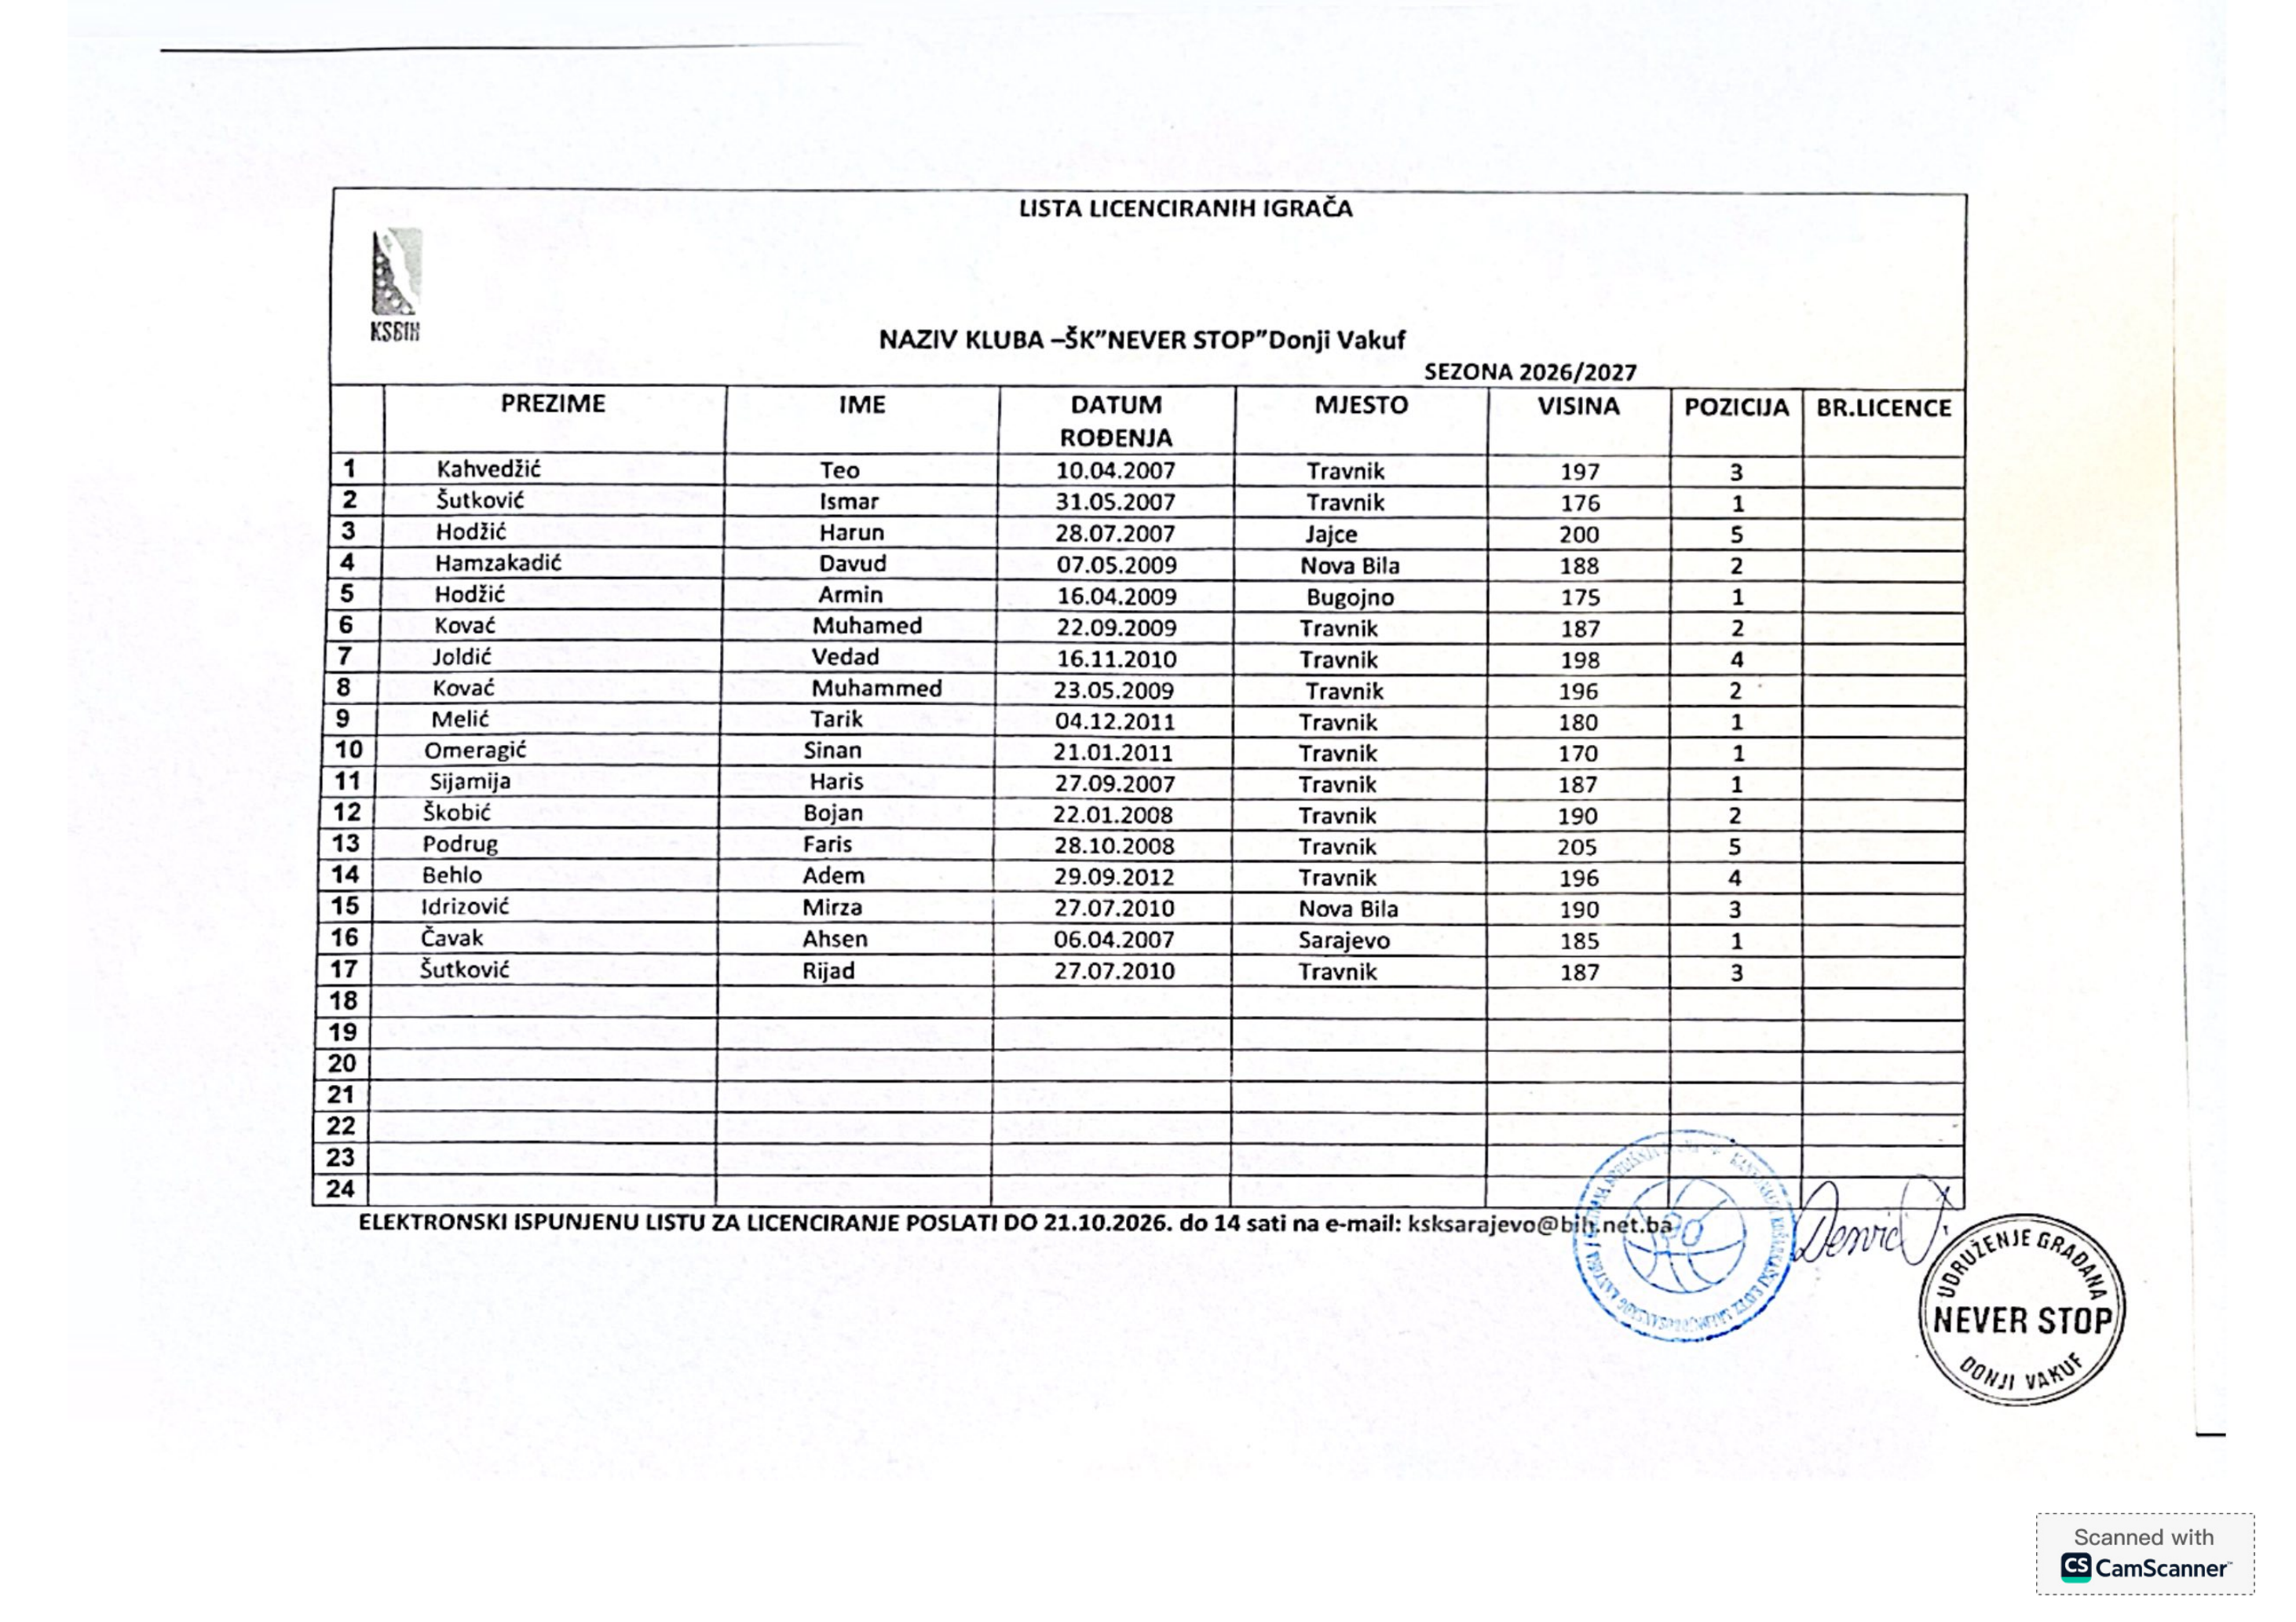 LISTA LICENCIRANIH IGRAČA
KSBIH
NAZIV KLUBA –ŠK"NEVER STOP"Donji Vakuf
SEZONA 2026/2027
PREZIME IME DATUM ROĐENJA MJESTO VISINA POZICIJA BR.LICENCE
1 Kahvedžić Teo 10.04.2007 Travnik 197 3
2 Šutković Ismar 31.05.2007 Travnik 176 1
3 Hodžić Harun 28.07.2007 Jajce 200 5
4 Hamzakadić Davud 07.05.2009 Nova Bila 188 2
5 Hodžić Armin 16.04.2009 Bugojno 175 1
6 Kovać Muhamed 22.09.2009 Travnik 187 2
7 Joldić Vedad 16.11.2010 Travnik 198 4
8 Kovać Muhammed 23.05.2009 Travnik 196 2
9 Melić Tarik 04.12.2011 Travnik 180 1
10 Omeragić Sinan 21.01.2011 Travnik 170 1
11 Sijamija Haris 27.09.2007 Travnik 187 1
12 Škobić Bojan 22.01.2008 Travnik 190 2
13 Podrug Faris 28.10.2008 Travnik 205 5
14 Behlo Adem 29.09.2012 Travnik 196 4
15 Idrizović Mirza 27.07.2010 Nova Bila 190 3
16 Čavak Ahsen 06.04.2007 Sarajevo 185 1
17 Šutković Rijad 27.07.2010 Travnik 187 3
18
19
20
21
22
23
24
ELEKTRONSKI ISPUNJENU LISTU ZA LICENCIRANJE POSLATI DO 21.10.2026. do 14 sati na e-mail: ksksarajevo@bih.net.ba
UDRUŽENJE GRAĐANA
NEVER STOP
DONJI VAKUF
Scanned with
CS CamScanner